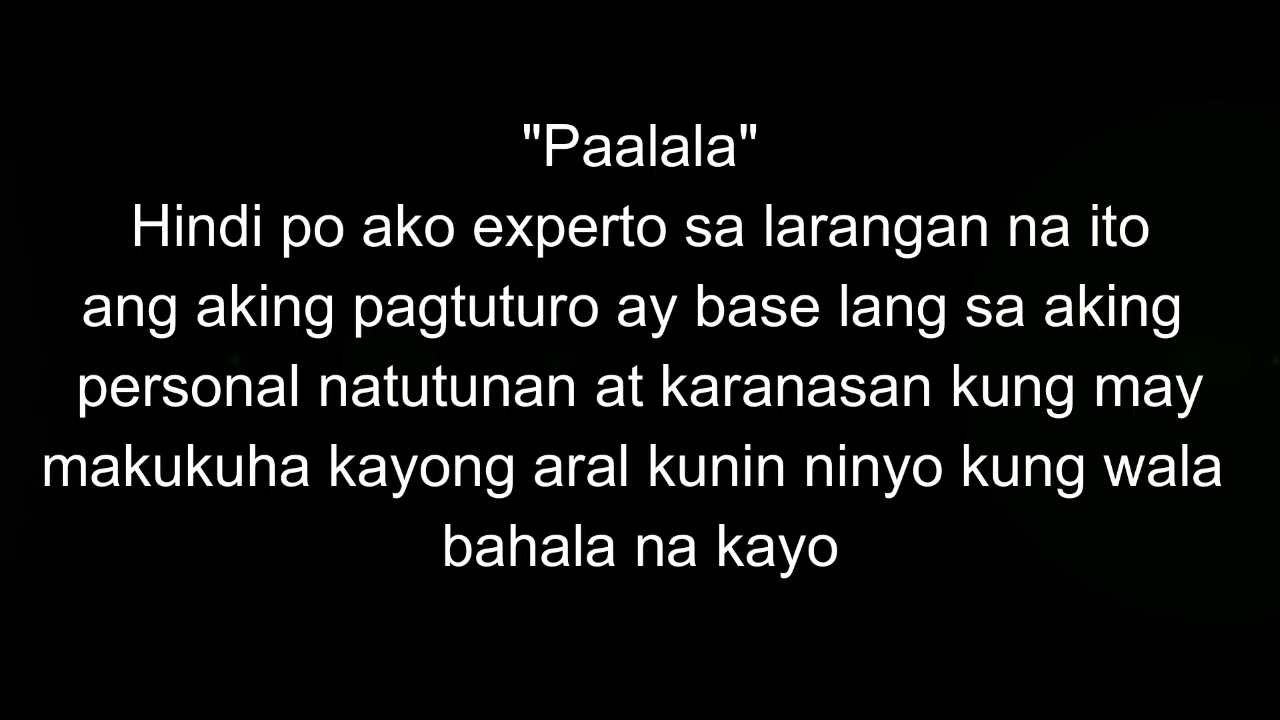 "Paalala"
Hindi po ako experto sa larangan na ito
ang aking pagtuturo ay base lang sa aking
personal natutunan at karanasan kung may
makukuha kayong aral kunin ninyo kung wala
bahala na kayo